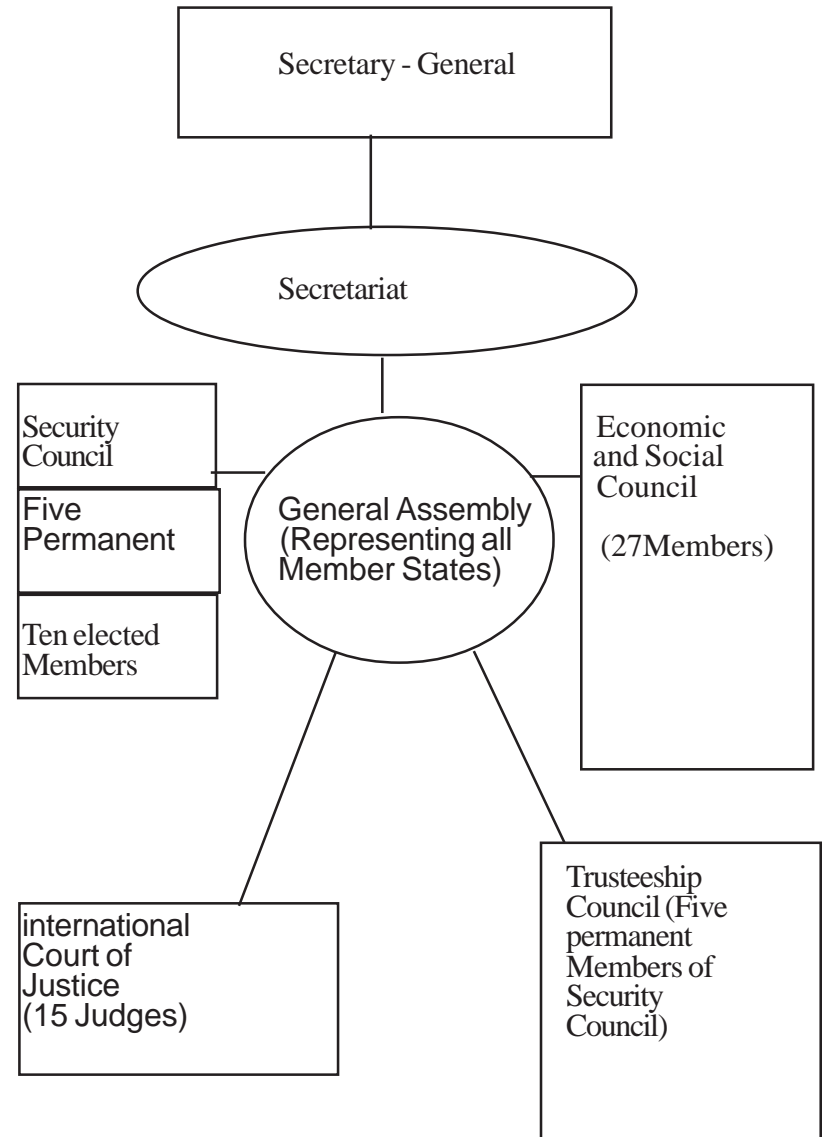 Secretary - General
Secretariat
Security
Council
Five
Permanent
Ten elected
Members
General Assembly
(Representing all
Member States)
Economic
and Social
Council
(27Members)
international
Court of
Justice
(15 Judges)
Trusteeship
Council (Five
permanent
Members of
Security
Council)